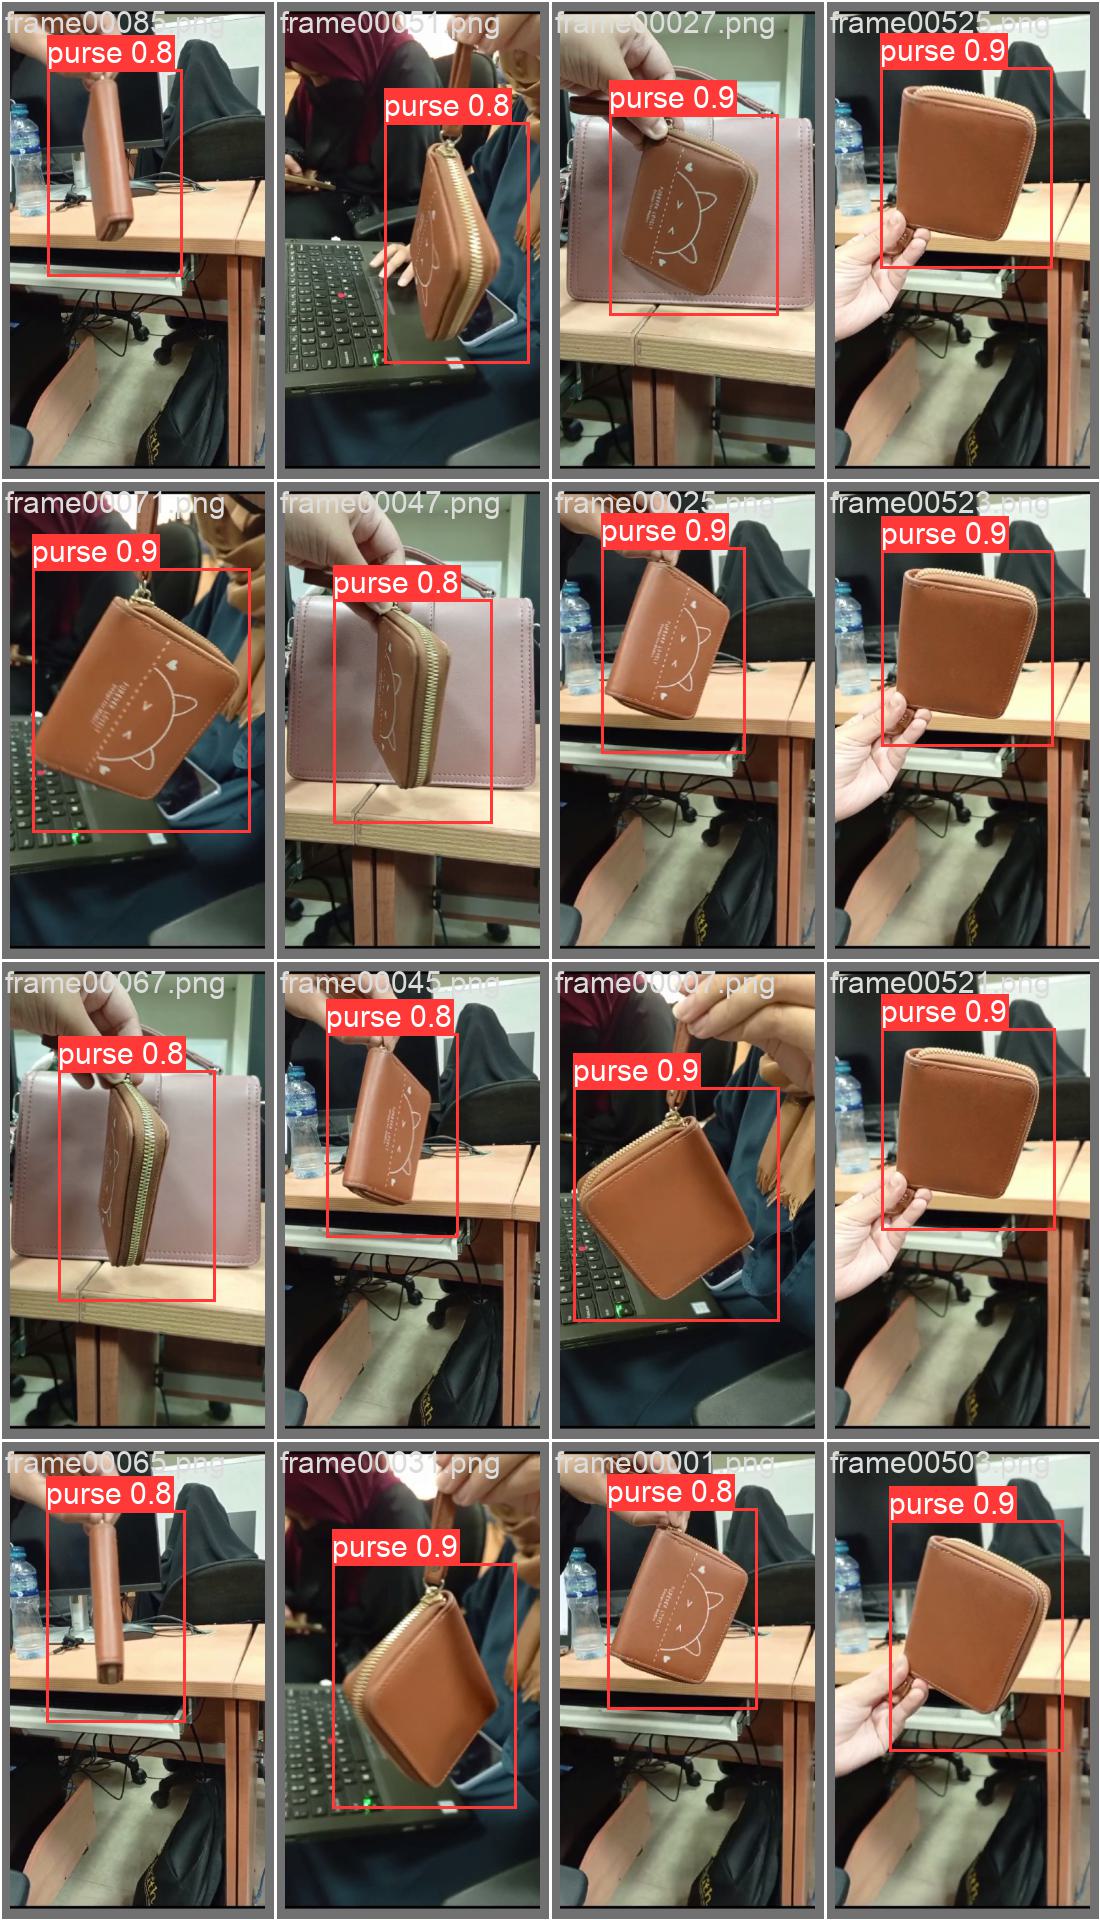 frame00085.png
purse 0.8
frame00051.png
purse 0.8
frame00027.png
purse 0.9
frame00525.png
purse 0.9
frame00071.png
purse 0.9
frame00047.png
purse 0.8
frame00025.png
purse 0.9
frame00523.png
purse 0.9
frame00067.png
purse 0.8
frame00045.png
purse 0.8
frame00007.png
purse 0.9
frame00521.png
purse 0.9
frame00065.png
purse 0.8
frame00031.png
purse 0.9
frame00001.png
purse 0.8
frame00503.png
purse 0.9